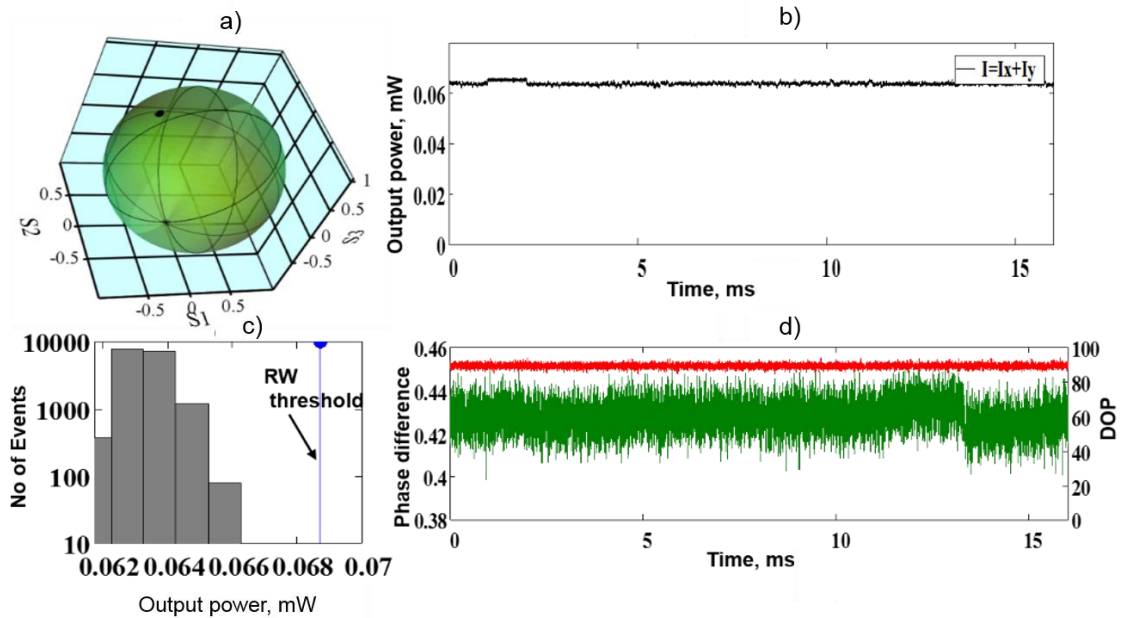 a)
S2
0.5
0
-0.5
-0.5
0
0.5
S1
-0.5
0
0.5
1
S3
b)
Output power, mW
0.06
0.04
0.02
0
I=Ix+Iy
0
5
10
15
Time, ms
c)
No of Events
10000
1000
100
10
RW
threshold
0.062 0.064 0.066 0.068 0.07
Output power, mW
d)
Phase difference
0.46
0.44
0.42
0.4
0.38
100
80
60
40
20
0
DOP
0
5
10
15
Time, ms